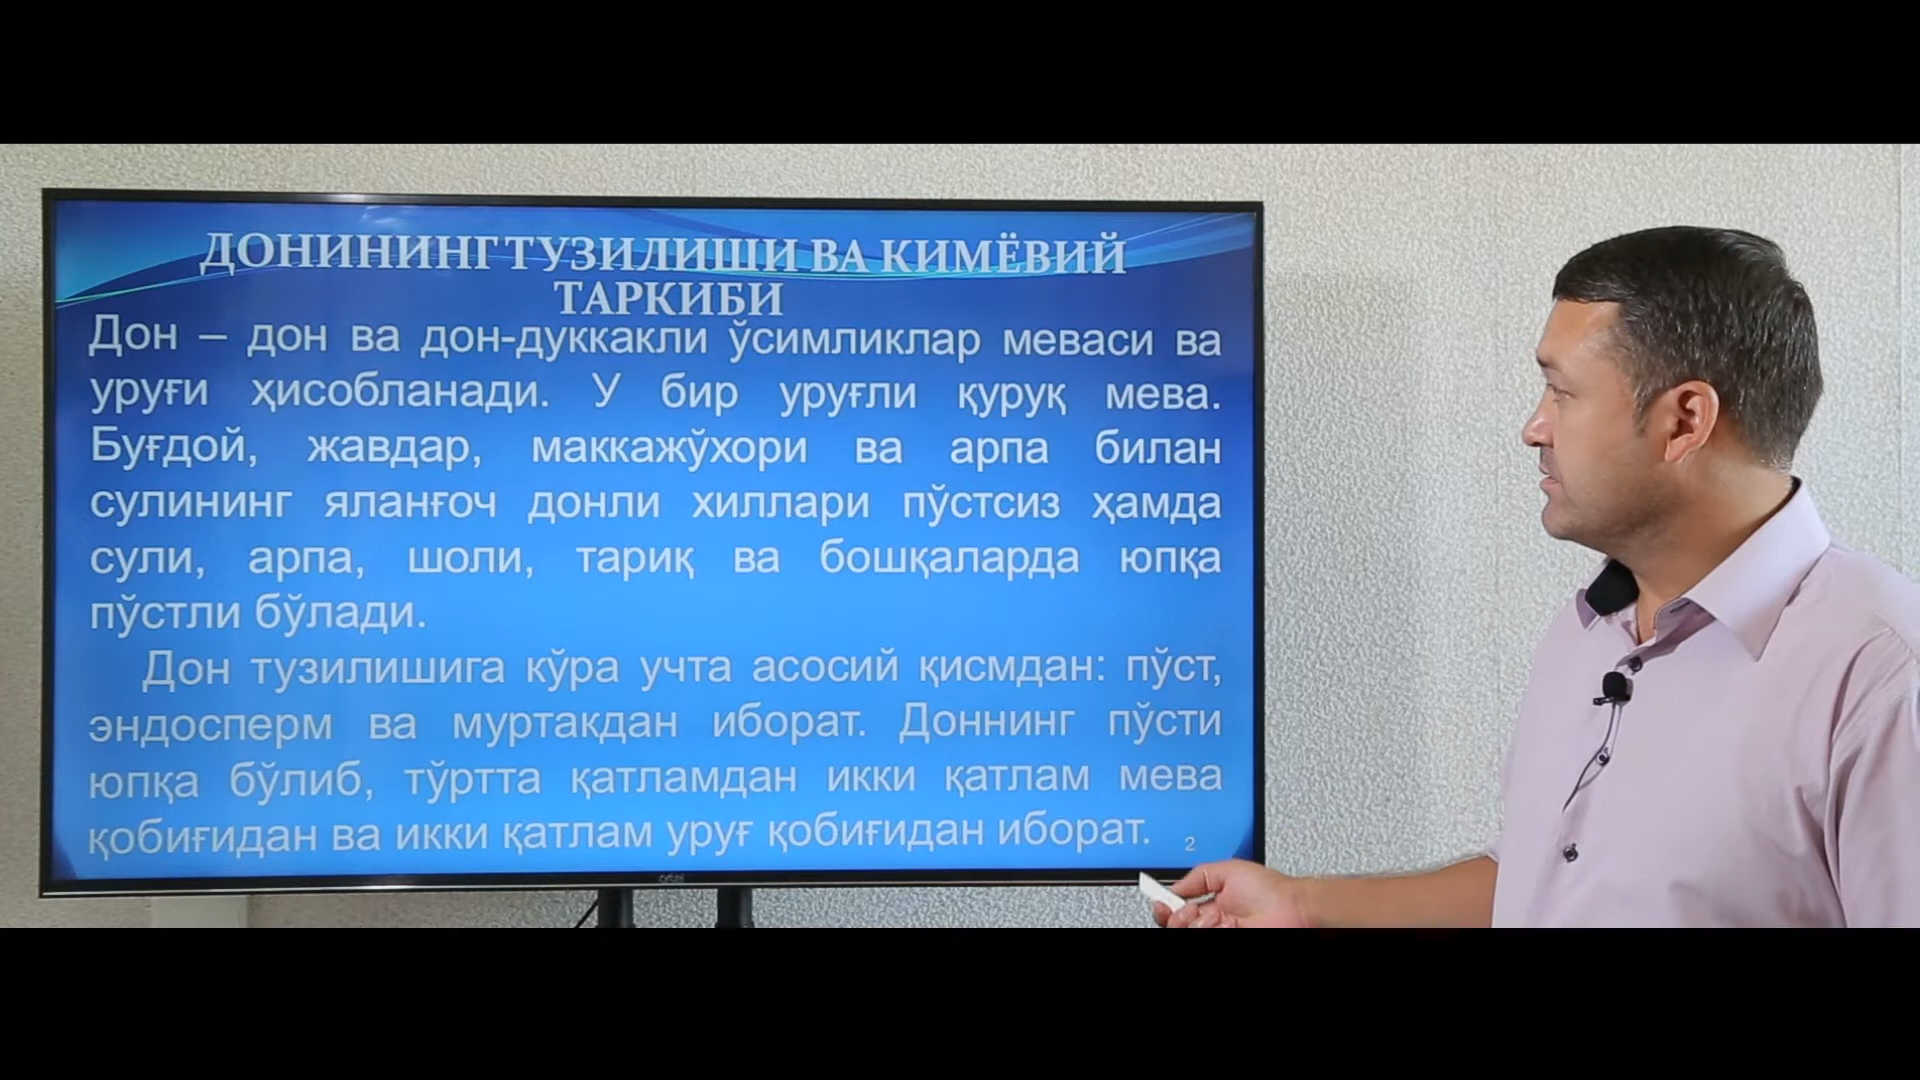 ДОНИНИНГ ТУЗИЛИШИ ВА КИМЁВИЙ
ТАРКИБИ
Дон – дон ва дон-дуккакли ўсимликлар меваси ва
уруғи ҳисобланади. У бир уруғли қуруқ мева.
Буғдой, жавдар, маккажўхори ва арпа билан
сулининг яланғоч донли хиллари пўстсиз ҳамда
сули, арпа, шоли, тариқ ва бошқаларда юпқа
пўстли бўлади.
Дон тузилишига кўра учта асосий қисмдан: пўст,
эндосперм ва муртакдан иборат. Доннинг пўсти
юпқа бўлиб, тўртта қатламдан икки қатлам мева
қобиғидан ва икки қатлам уруғ қобиғидан иборат.
2